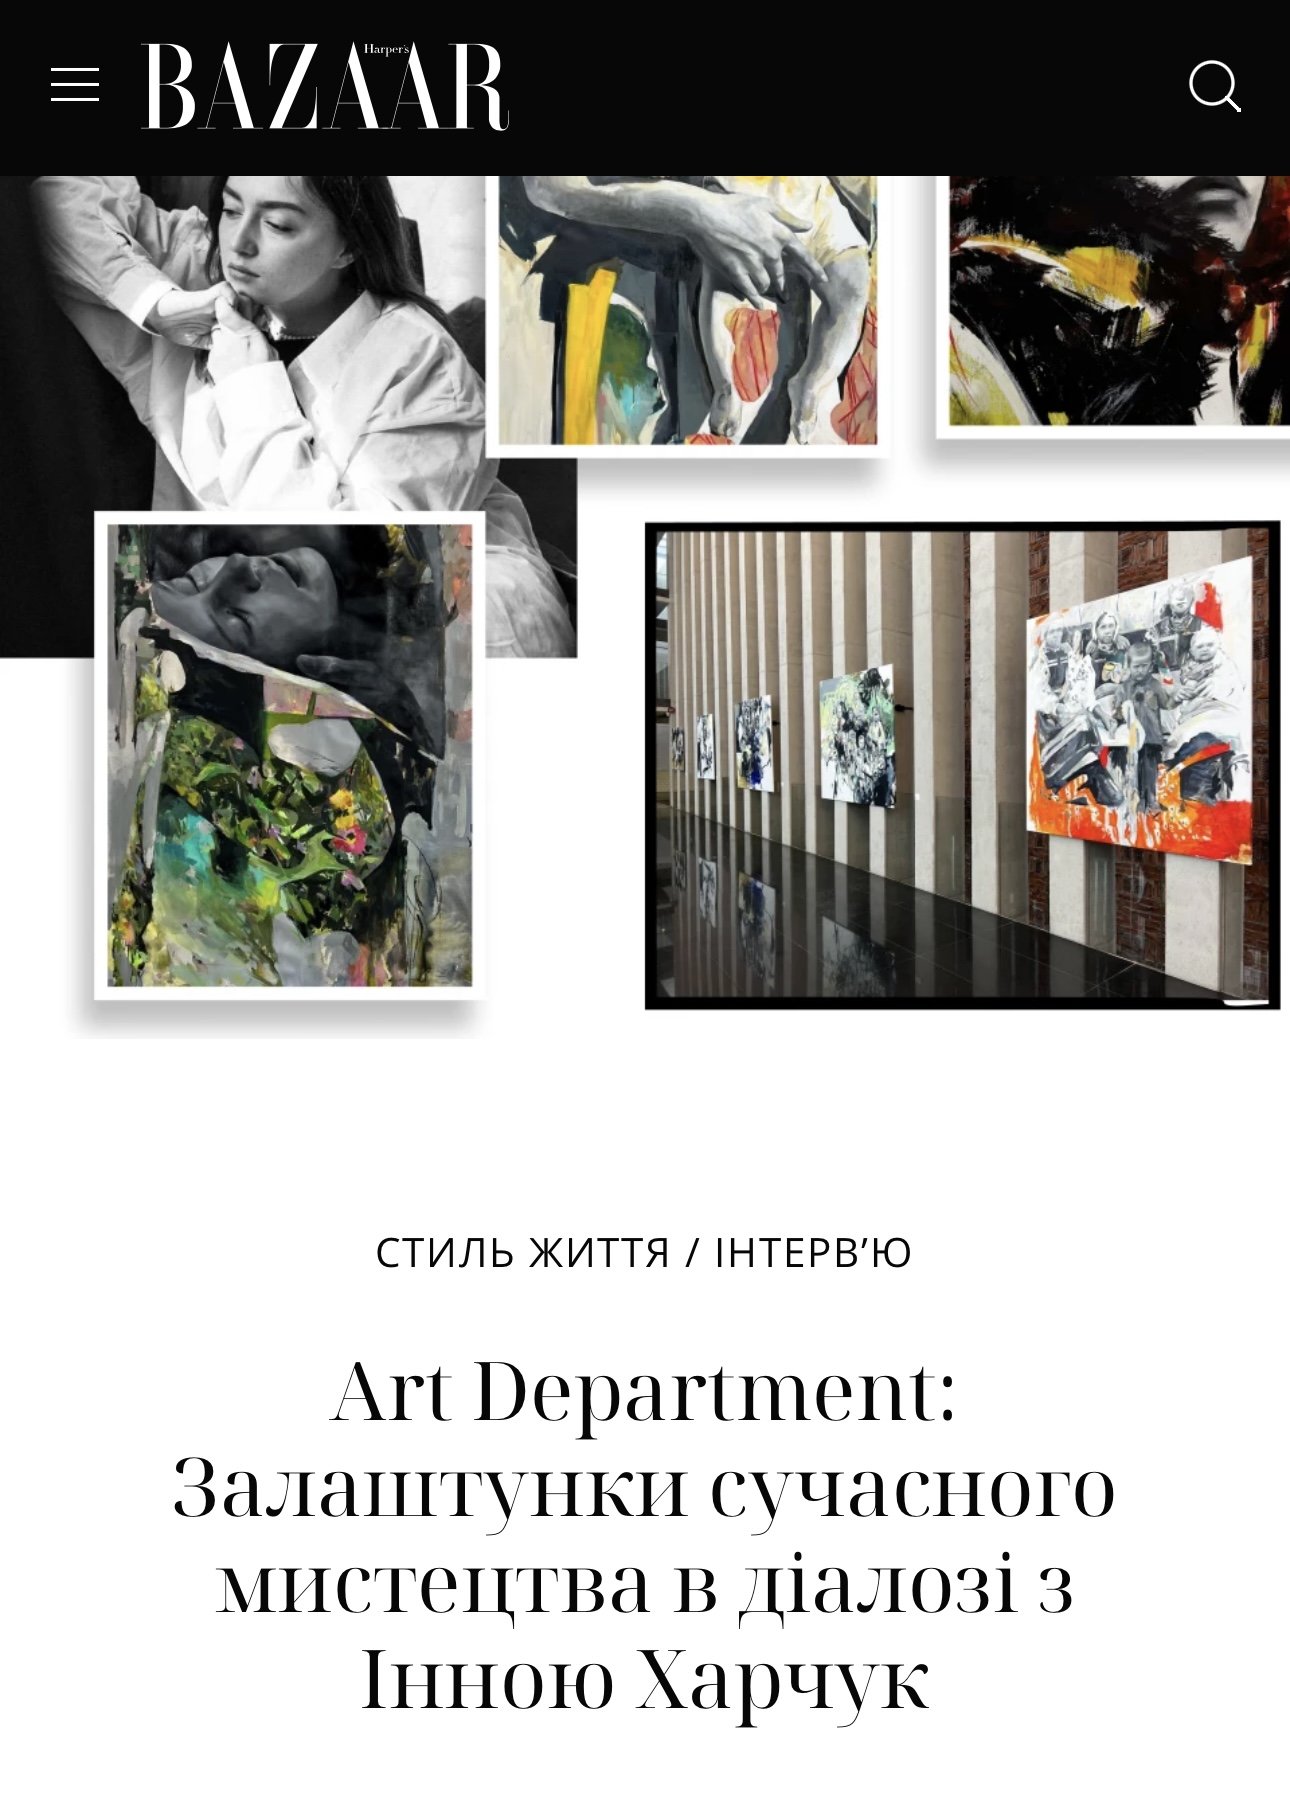 Harper's
BAZAAR
СТИЛЬ ЖИТТЯ / ІНТЕРВ’Ю
Art Department:
Залаштунки сучасного
мистецтва в діалозі з
Інною Харчук